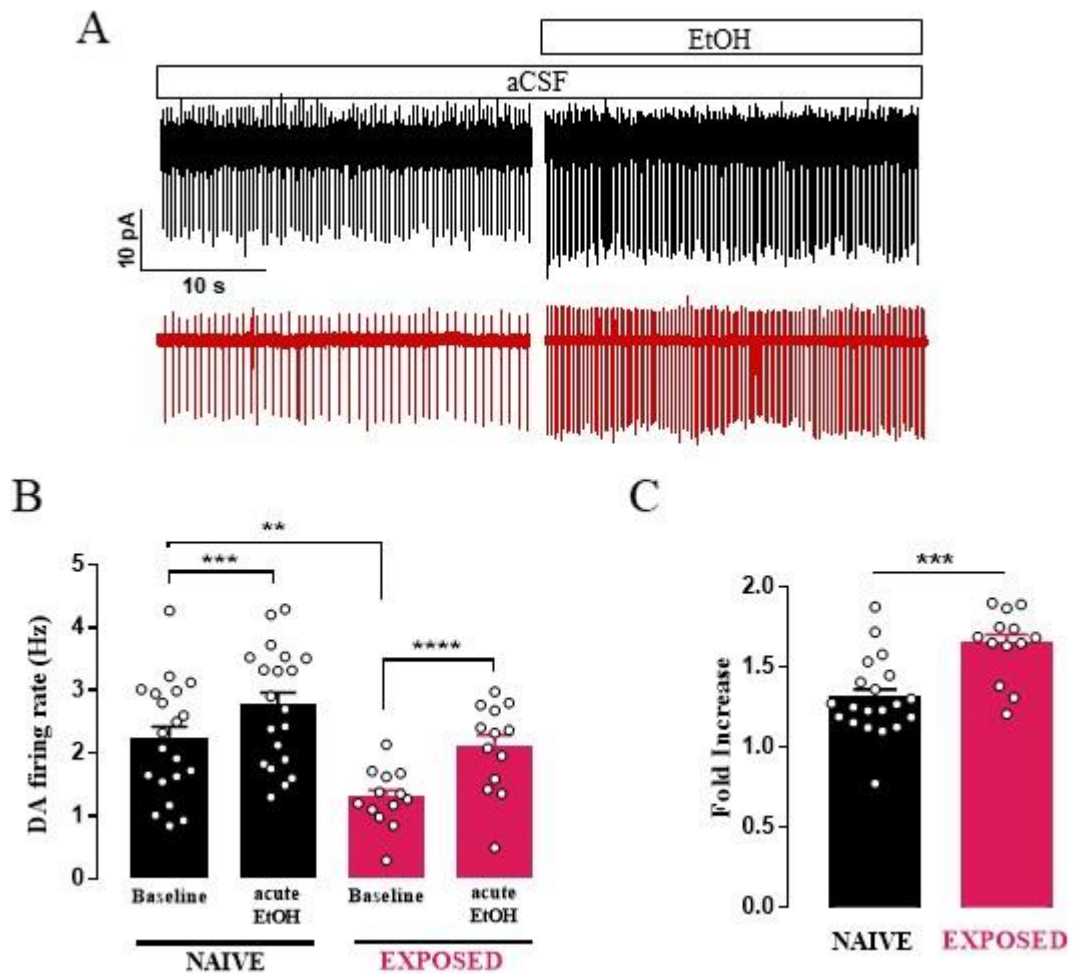 A
EtOH
aCSF
10 pA
10 s
B
**
***
****
DA firing rate (Hz)
5
4
3
2
1
0
Baseline
acute
EtOH
Baseline
acute
EtOH
NAIVE
EXPOSED
C
***
Fold Increase
2.0
1.5
1.0
0.5
0.0
NAIVE
EXPOSED